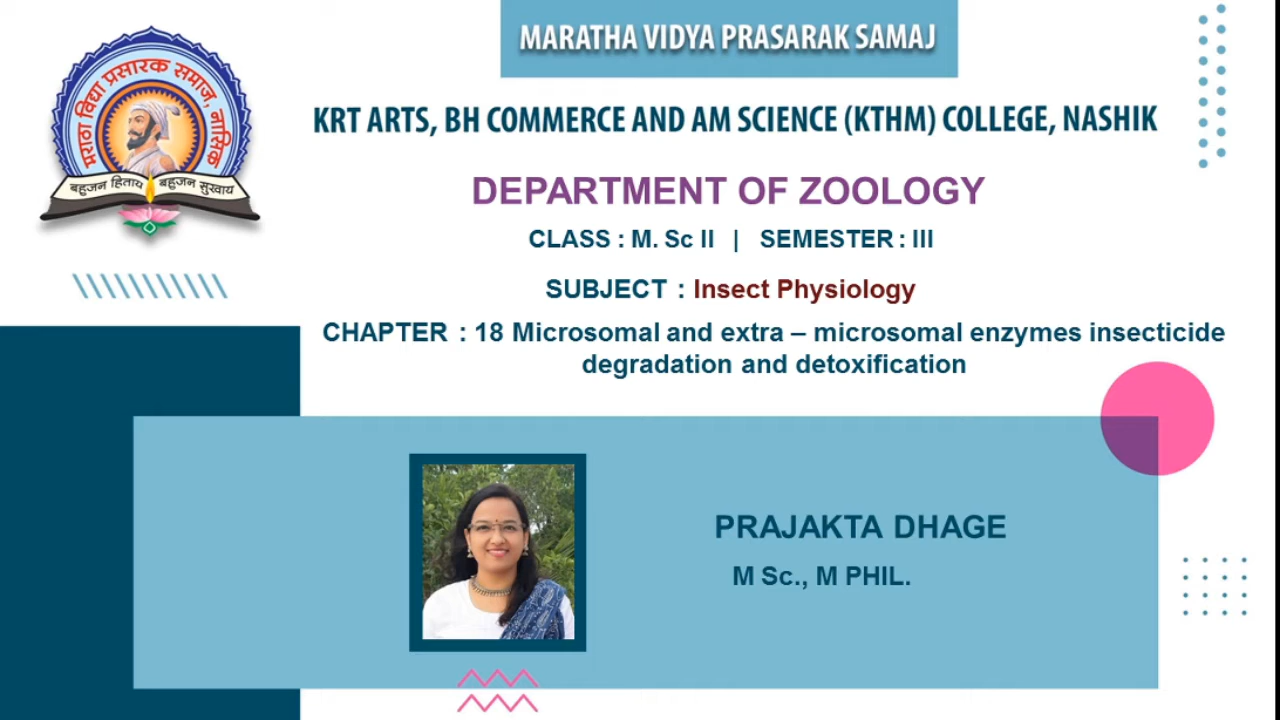 मराठा विद्या प्रसारक समाज, नासिक
बहुजन हिताय बहुजन सुखाय
MARATHA VIDYA PRASARAK SAMAJ
KRT ARTS, BH COMMERCE AND AM SCIENCE (KTHM) COLLEGE, NASHIK
DEPARTMENT OF ZOOLOGY
CLASS : M. Sc II | SEMESTER : III
SUBJECT : Insect Physiology
CHAPTER : 18 Microsomal and extra – microsomal enzymes insecticide
degradation and detoxification
PRAJAKTA DHAGE
M Sc., M PHIL.